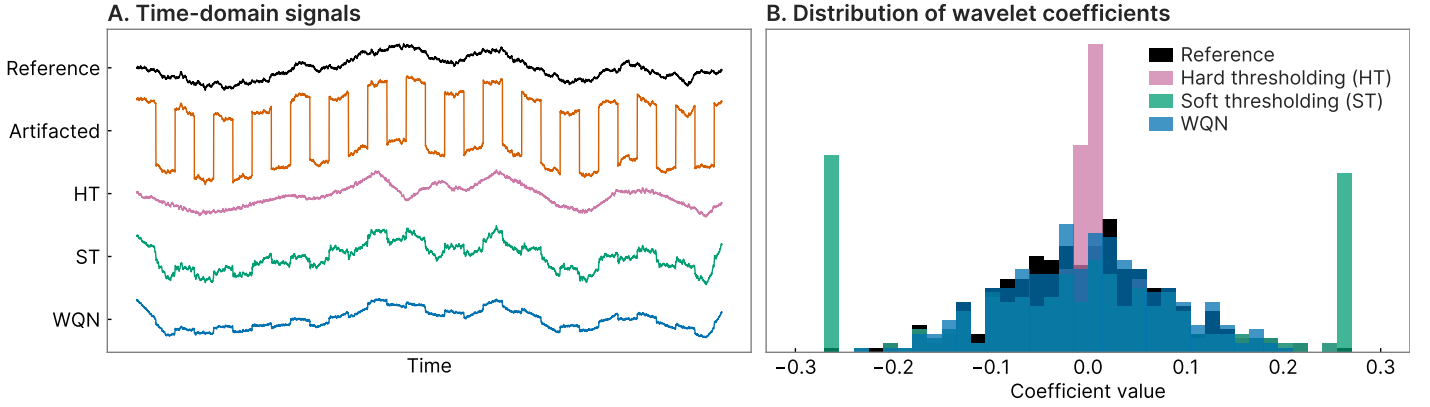 A. Time-domain signals
Reference
Artifacted
HT
ST
WQN
Time
B. Distribution of wavelet coefficients
Reference
Hard thresholding (HT)
Soft thresholding (ST)
WQN
−0.3 −0.2 −0.1 0.0 0.1 0.2 0.3
Coefficient value